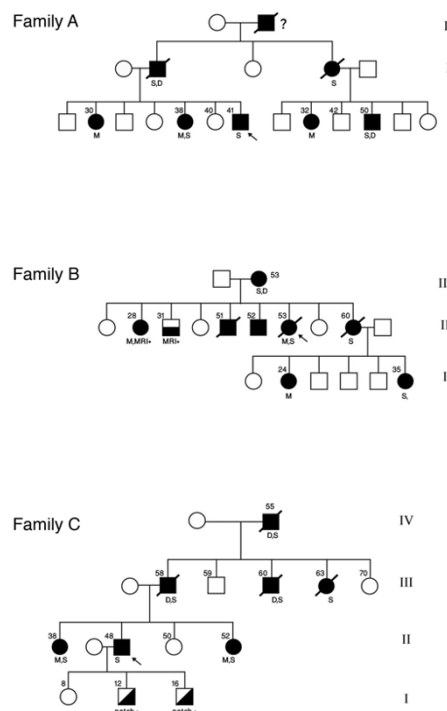 Family A
?
S,D
S
30
38
40
41
32
42
50
M
M,S
S
M
S,D
Family B
53
S,D
28
31
51
52
53
60
M,MRI+
MRI+
M,S
S
24
35
M
S,
Family C
55
IV
D,S
58
59
60
63
70
III
D,S
D,S
S
38
48
50
52
II
M,S
S
M,S
8
12
16
I